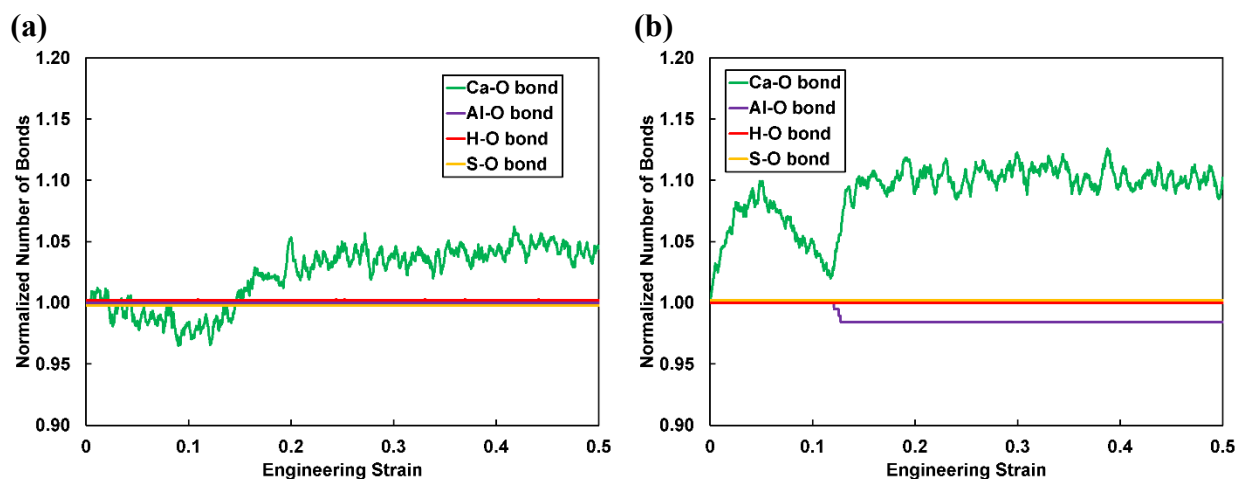 (a)
Normalized Number of Bonds
1.20
1.15
1.10
1.05
1.00
0.95
0.90
Ca-O bond
Al-O bond
H-O bond
S-O bond
0
0.1
0.2
0.3
0.4
0.5
Engineering Strain
(b)
Normalized Number of Bonds
1.20
1.15
1.10
1.05
1.00
0.95
0.90
Ca-O bond
Al-O bond
H-O bond
S-O bond
0
0.1
0.2
0.3
0.4
0.5
Engineering Strain